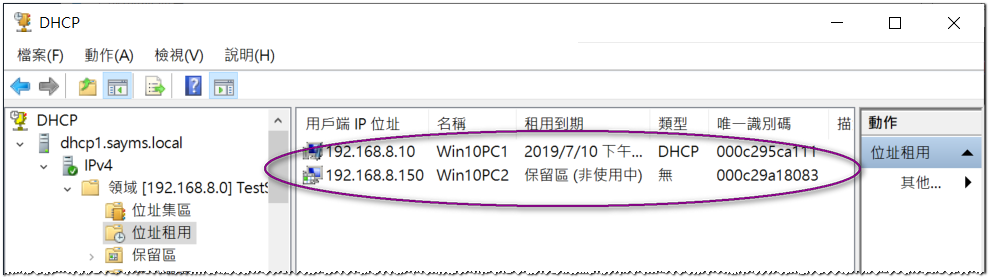 DHCP
檔案(F) 動作(A) 檢視(V) 說明(H)
DHCP
dhcp1.sayms.local
IPv4
領域 [192.168.8.0] TestS
位址集區
位址租用
保留區
用戶端 IP 位址 名稱 租用到期 類型 唯一識別碼 描
192.168.8.10 Win10PC1 2019/7/10 下午... DHCP 000c295ca111
192.168.8.150 Win10PC2 保留區 (非使用中) 無 000c29a18083
動作
位址租用
其他...